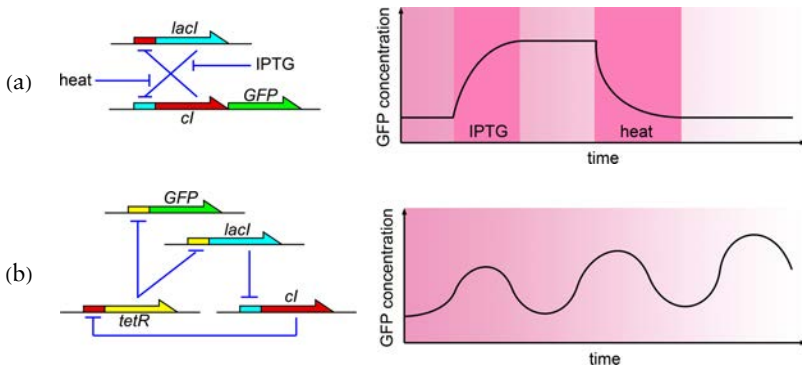 (a)
lacI
heat
IPTG
GFP
cI
GFP concentration
IPTG
heat
time
(b)
GFP
lacI
cI
tetR
GFP concentration
time